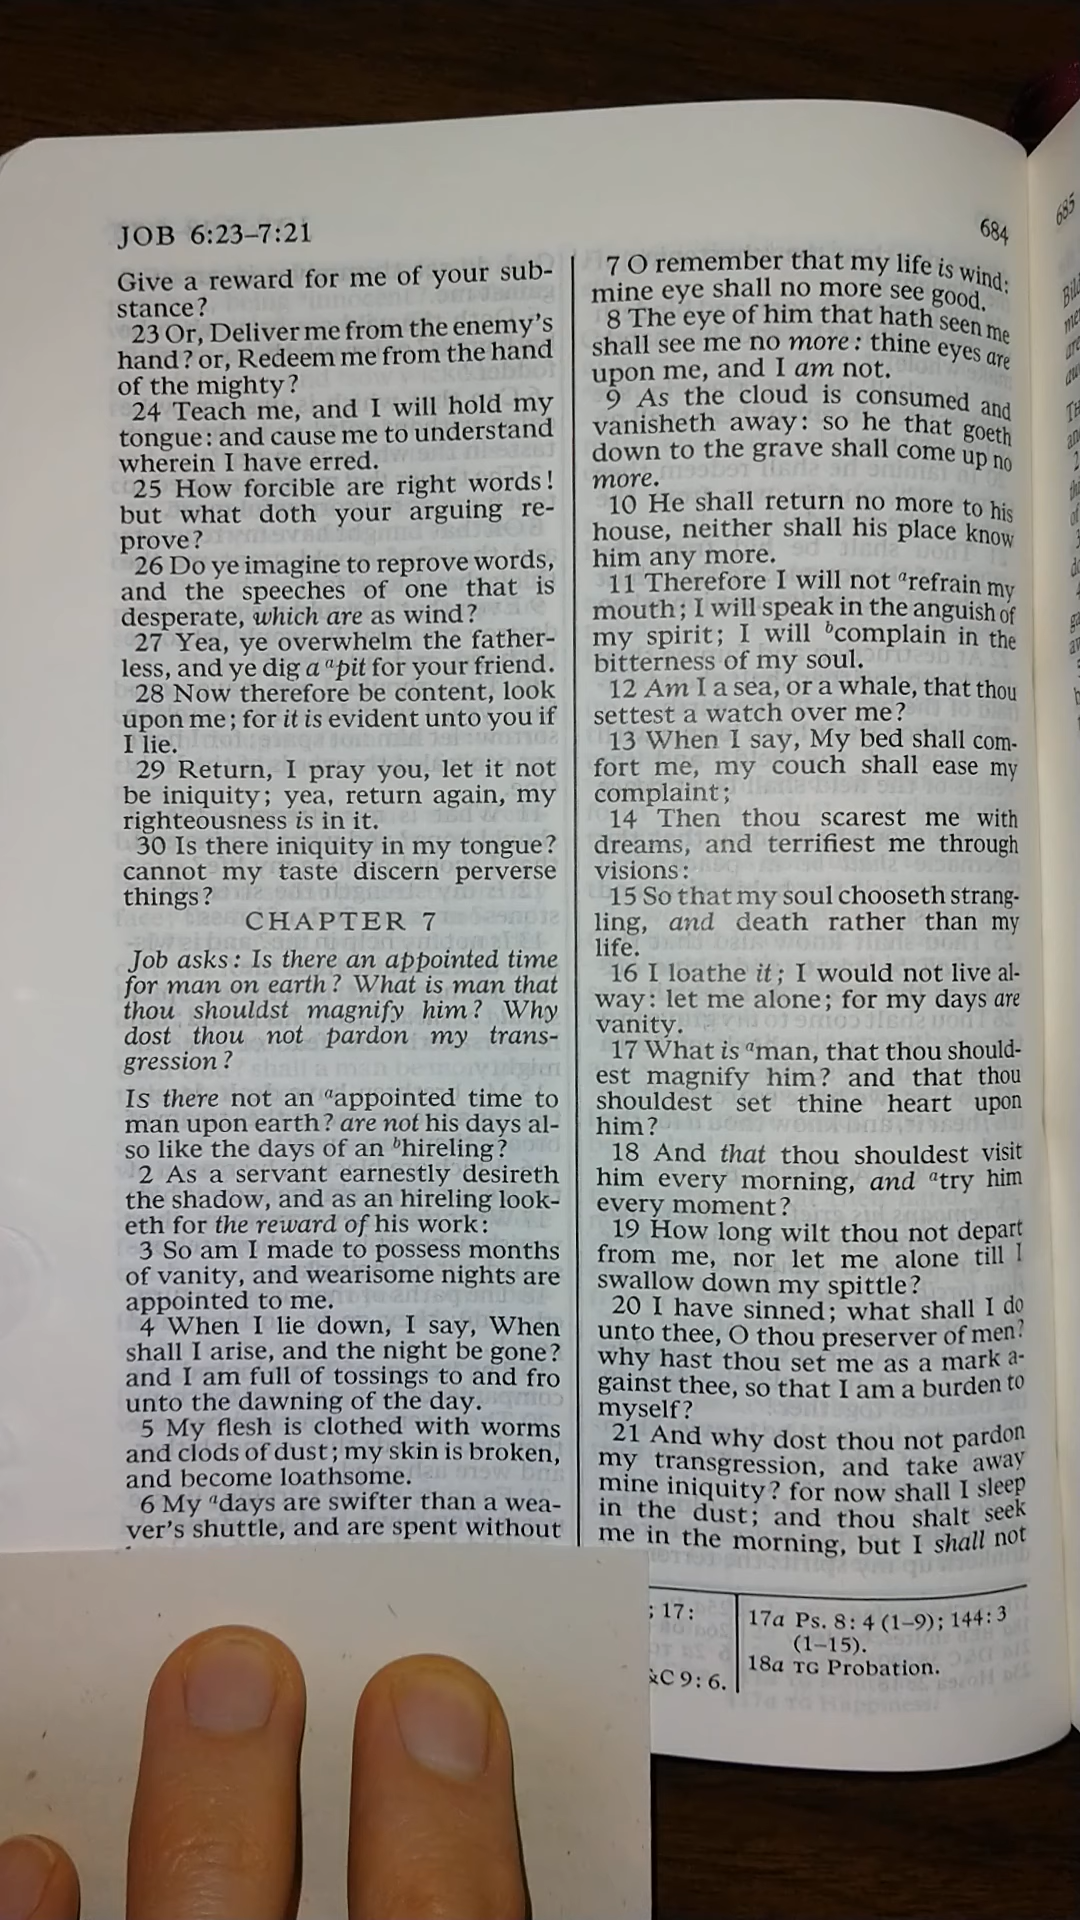 JOB 6:23–7:21
684
Give a reward for me of your sub-
stance?
23 Or, Deliver me from the enemy's
hand? or, Redeem me from the hand
of the mighty?
24 Teach me, and I will hold my
tongue: and cause me to understand
wherein I have erred.
25 How forcible are right words!
but what doth your arguing re-
prove?
26 Do ye imagine to reprove words,
and the speeches of one that is
desperate, which are as wind?
27 Yea, ye overwhelm the father-
less, and ye dig a apit for your friend.
28 Now therefore be content, look
upon me; for it is evident unto you if
I lie.
29 Return, I pray you, let it not
be iniquity; yea, return again, my
righteousness is in it.
30 Is there iniquity in my tongue?
cannot my taste discern perverse
things?
CHAPTER 7
Job asks: Is there an appointed time
for man on earth? What is man that
thou shouldst magnify him? Why
dost thou not pardon my trans-
gression?
Is there not an aappointed time to
man upon earth? are not his days al-
so like the days of an bhireling?
2 As a servant earnestly desireth
the shadow, and as an hireling look-
eth for the reward of his work:
3 So am I made to possess months
of vanity, and wearisome nights are
appointed to me.
4 When I lie down, I say, When
shall I arise, and the night be gone?
and I am full of tossings to and fro
unto the dawning of the day.
5 My flesh is clothed with worms
and clods of dust; my skin is broken,
and become loathsome.
6 My adays are swifter than a wea-
ver's shuttle, and are spent without
7 O remember that my life is wind:
mine eye shall no more see good.
8 The eye of him that hath seen me
shall see me no more: thine eyes are
upon me, and I am not.
9 As the cloud is consumed and
vanisheth away: so he that goeth
down to the grave shall come up no
more.
10 He shall return no more to his
house, neither shall his place know
him any more.
11 Therefore I will not arefrain my
mouth; I will speak in the anguish of
my spirit; I will bcomplain in the
bitterness of my soul.
12 Am I a sea, or a whale, that thou
settest a watch over me?
13 When I say, My bed shall com-
fort me, my couch shall ease my
complaint;
14 Then thou scarest me with
dreams, and terrifiest me through
visions:
15 So that my soul chooseth strang-
ling, and death rather than my
life.
16 I loathe it; I would not live al-
way: let me alone; for my days are
vanity.
17 What is aman, that thou should-
est magnify him? and that thou
shouldest set thine heart upon
him?
18 And that thou shouldest visit
him every morning, and atry him
every moment?
19 How long wilt thou not depart
from me, nor let me alone till I
swallow down my spittle?
20 I have sinned; what shall I do
unto thee, O thou preserver of men?
why hast thou set me as a mark a-
gainst thee, so that I am a burden to
myself?
21 And why dost thou not pardon
my transgression, and take away
mine iniquity? for now shall I sleep
in the dust; and thou shalt seek
me in the morning, but I shall not
; 17:
&C 9: 6.
17a Ps. 8: 4 (1–9); 144: 3
(1–15).
18a TG Probation.
685